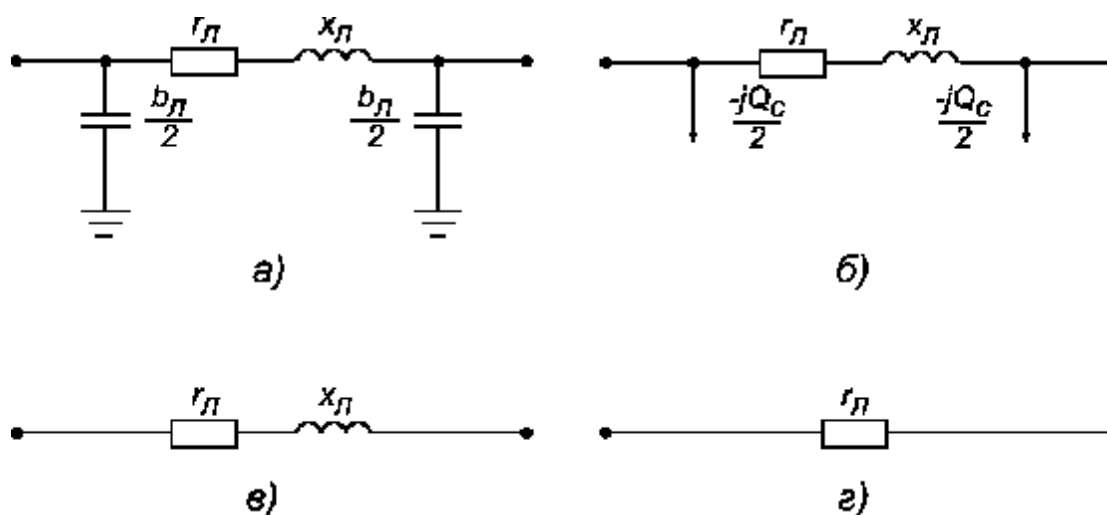 rл xл
bл/2 bл/2
а)
rл xл
-jQc/2 -jQc/2
б)
rл xл
в)
rл
г)